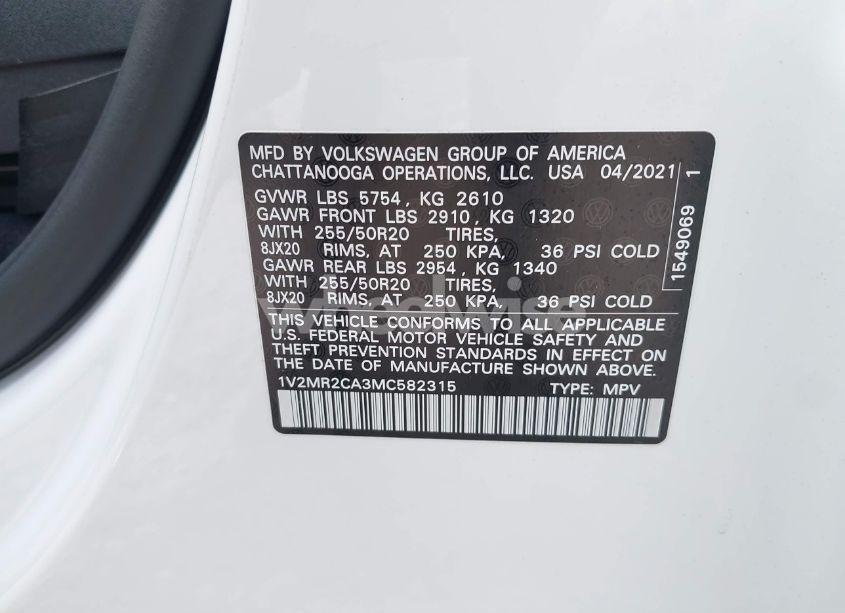 MFD BY VOLKSWAGEN GROUP OF AMERICA
CHATTANOOGA OPERATIONS, LLC. USA 04/2021
GVWR LBS 5754, KG 2610
GAWR FRONT LBS 2910, KG 1320
WITH 255/50R20 TIRES,
8JX20 RIMS, AT 250 KPA, 36 PSI COLD
GAWR REAR LBS 2954, KG 1340
WITH 255/50R20 TIRES,
8JX20 RIMS, AT 250 KPA, 36 PSI COLD
THIS VEHICLE CONFORMS TO ALL APPLICABLE
U.S. FEDERAL MOTOR VEHICLE SAFETY AND
THEFT PREVENTION STANDARDS IN EFFECT ON
THE DATE OF MANUFACTURE SHOWN ABOVE.
1V2MR2CA3MC582315 TYPE: MPV
1549069 1
wheelwise